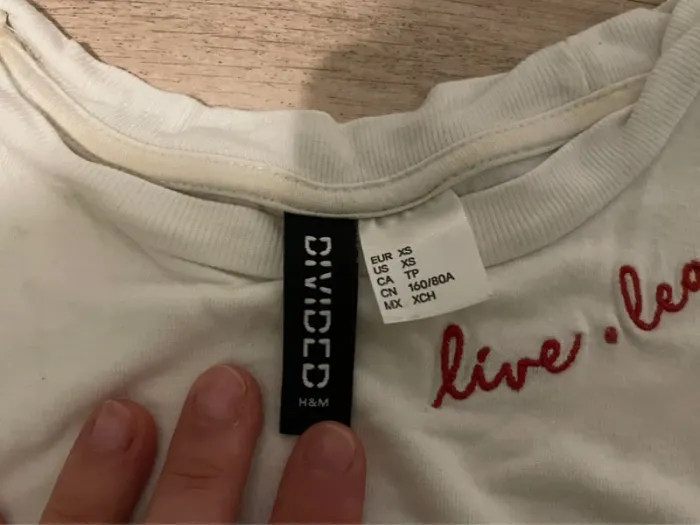 DIVIDED
H&M
EUR XS
US XS
CA TP
CN 160/80A
MX XCH
live.